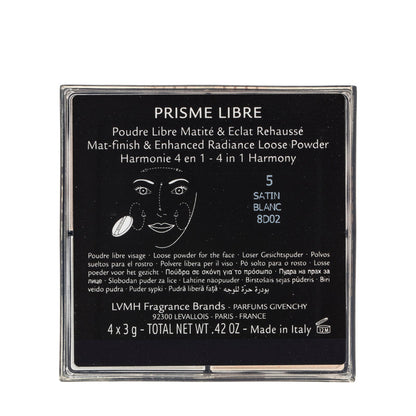 PRISME LIBRE
Poudre Libre Matité & Eclat Rehaussé
Mat-finish & Enhanced Radiance Loose Powder
Harmonie 4 en 1 - 4 in 1 Harmony
5
SATIN
BLANC
8D02
Poudre libre visage - Loose powder for the face - Loser Gesichtspuder - Polvos
sueltos para el rostro - Polvere libera per il viso - Pó solto para o rosto - Losse
poeder voor het gezicht - Πούδρα σε σκόνη για το πρόσωπο - Пудра на прах за
лице - Slobodan puder za lice - Lahtine näopuuder - Birstošais sejas pūderis - Biri
veido pudra - Puder sypki - Pudră liberă față - بودرة حرة للوجه
LVMH Fragrance Brands - PARFUMS GIVENCHY
92300 LEVALLOIS - PARIS - FRANCE
4 x 3 g - TOTAL NET WT .42 OZ - Made in Italy